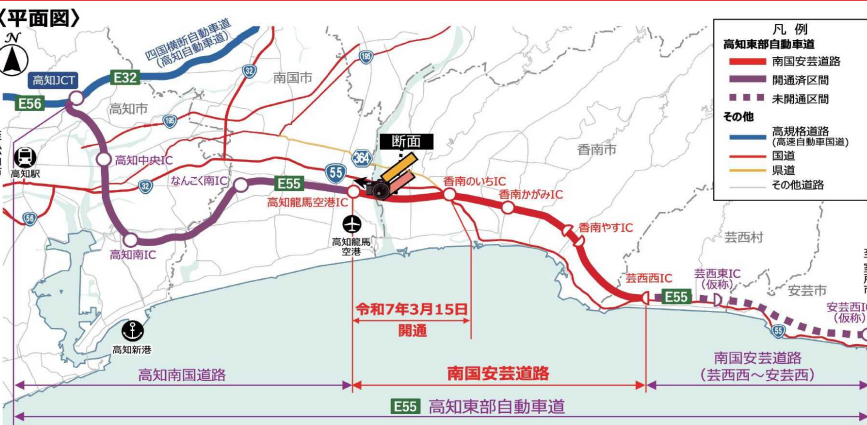 〈平面図〉
N
四国横断自動車道
(高知自動車道)
高知JCT
E32
E56
32
195
南国市
高知市
195
断面
香南市
高知駅
高知中央IC
なんこく南IC
32
E55
55
364
高知龍馬空港IC
香南のいちIC
香南かがみIC
香南やすIC
56
高知南IC
高知龍馬
空港
芸西村
芸西西IC
E55
芸西東IC
(仮称)
安芸市
安芸西IC
(仮称)
55
高知新港
令和7年3月15日
開通
高知南国道路
南国安芸道路
南国安芸道路
(芸西西～安芸西)
E55 高知東部自動車道
凡例
高知東部自動車道
南国安芸道路
開通済区間
未開通区間
その他
高規格道路
(高速自動車国道)
国道
県道
その他道路